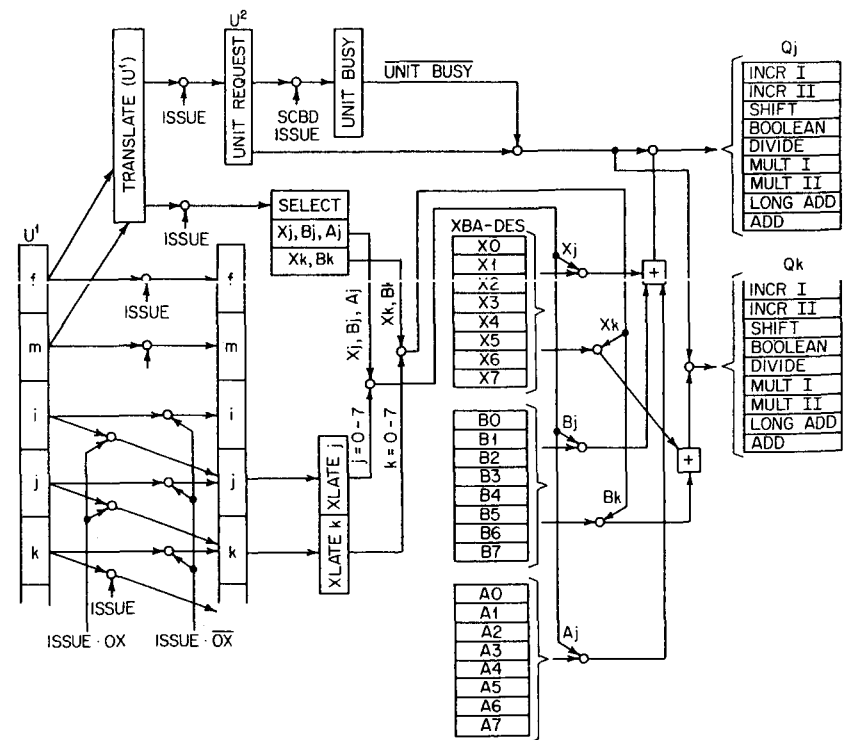 U²
Qj
TRANSLATE (U¹)
ISSUE
UNIT REQUEST
SCBD
ISSUE
UNIT BUSY
U̅N̅I̅T̅ ̅B̅U̅S̅Y̅
INCR I
INCR II
SHIFT
BOOLEAN
DIVIDE
MULT I
MULT II
LONG ADD
ADD
ISSUE
SELECT
Xj, Bj, Aj
Xk, Bk
U¹
f
m
i
j
k
f
m
i
j
k
ISSUE
ISSUE
ISSUE · OX
ISSUE · O̅X̅
XLATE j
XLATE k
Xj, Bj, Aj
Xk, Bk
j = 0-7
k = 0-7
XBA-DES
X0
X1
X2
X3
X4
X5
X6
X7
B0
B1
B2
B3
B4
B5
B6
B7
A0
A1
A2
A3
A4
A5
A6
A7
Xj
Xk
Bj
Bk
Aj
+
+
Qk
INCR I
INCR II
SHIFT
BOOLEAN
DIVIDE
MULT I
MULT II
LONG ADD
ADD